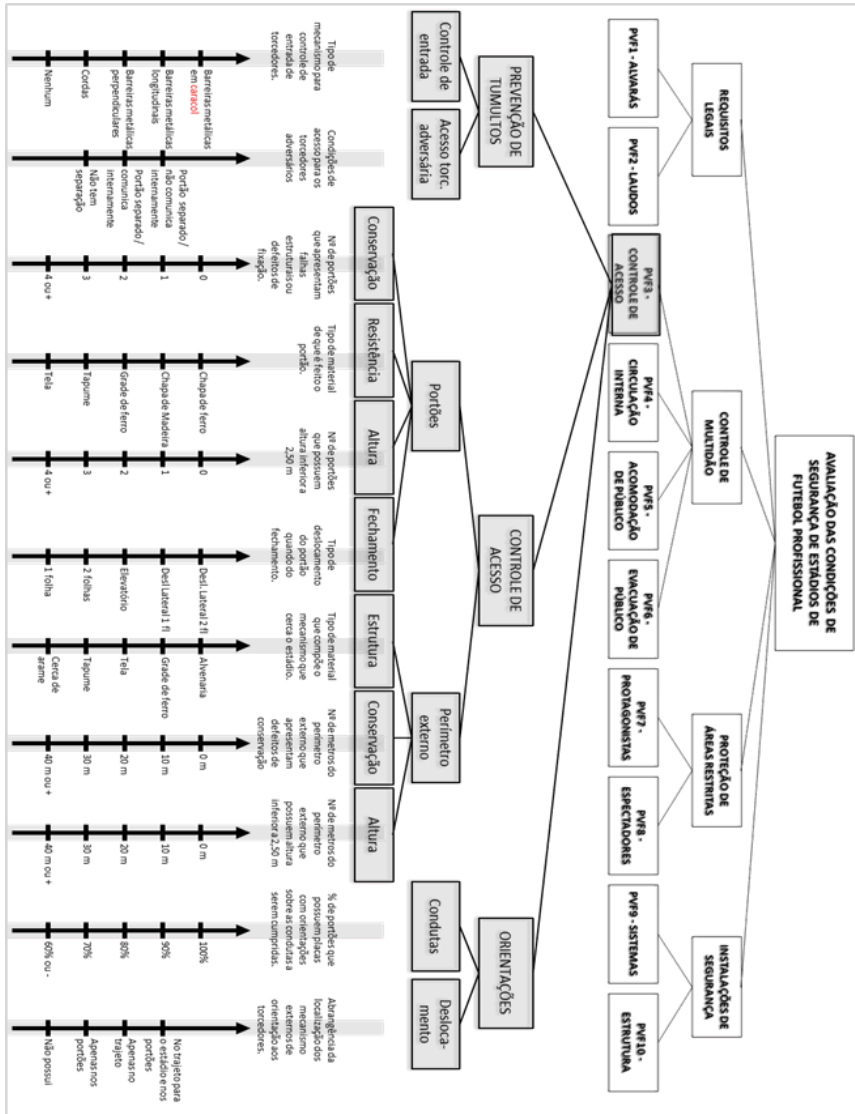 AVALIAÇÃO DAS CONDIÇÕES DE
SEGURANÇA DE ESTÁDIOS DE
FUTEBOL PROFISSIONAL
REQUISITOS
LEGAIS
CONTROLE DE
MULTIDÃO
PROTEÇÃO DE
ÁREAS RESTRITAS
INSTALAÇÕES DE
SEGURANÇA
PVF1 - ALVARÁS
PVF2 - LAUDOS
PVF3 -
CONTROLE DE
ACESSO
PVF4 -
CIRCULAÇÃO
INTERNA
PVF5 -
ACOMODAÇÃO
DE PÚBLICO
PVF6 -
EVACUAÇÃO DE
PÚBLICO
PVF7 -
PROTAGONISTAS
PVF8 -
ESPECTADORES
PVF9 - SISTEMAS
PVF10 -
ESTRUTURA
PREVENÇÃO DE
TUMULTOS
CONTROLE DE
ACESSO
ORIENTAÇÕES
Controle de
entrada
Acesso torc.
adversária
Portões
Perímetro
externo
Condutas
Desloca-
mento
Conservação
Resistência
Altura
Fechamento
Estrutura
Conservação
Altura
Tipo de
mecanismo para
controle de
entrada de
torcedores.
Barreiras metálicas
em caracol
Barreiras metálicas
longitudinais
Barreiras metálicas
perpendiculares
Cordas
Nenhum
Condições de
acesso para os
torcedores
adversários
Portão separado /
não comunica
internamente
Portão separado /
comunica
internamente
Não tem
separação
Nº de portões
que apresentam
falhas
estruturais ou
defeitos de
fixação.
0
1
2
3
4 ou +
Tipo de material
de que é feito o
portão.
Chapa de ferro
Chapa de Madeira
Grade de ferro
Tapume
Tela
Nº de portões
que possuem
altura inferior a
2,50 m
0
1
2
3
4 ou +
Tipo de
deslocamento
do portão
quando do
fechamento.
Desl. Lateral 2 fl
Desl Lateral 1 fl
Elevatório
2 folhas
1 folha
Tipo de material
que compõe o
mecanismo que
cerca o estádio.
Alvenaria
Grade de ferro
Tela
Tapume
Cerca de
arame
Nº de metros do
perímetro
externo que
apresentam
defeitos de
conservação
0 m
10 m
20 m
30 m
40 m ou +
Nº de metros do
perímetro
externo que
possuem altura
inferior a 2,50 m
0 m
10 m
20 m
30 m
40 m ou +
% de portões que
possuem placas
com orientações
sobre as condutas a
serem cumpridas.
100%
90%
80%
70%
60% ou -
Abrangência da
localização dos
mecanismo
externos de
orientação aos
torcedores.
No trajeto para
o estádio e nos
portões
Apenas no
trajeto
Apenas nos
portões
Não possui